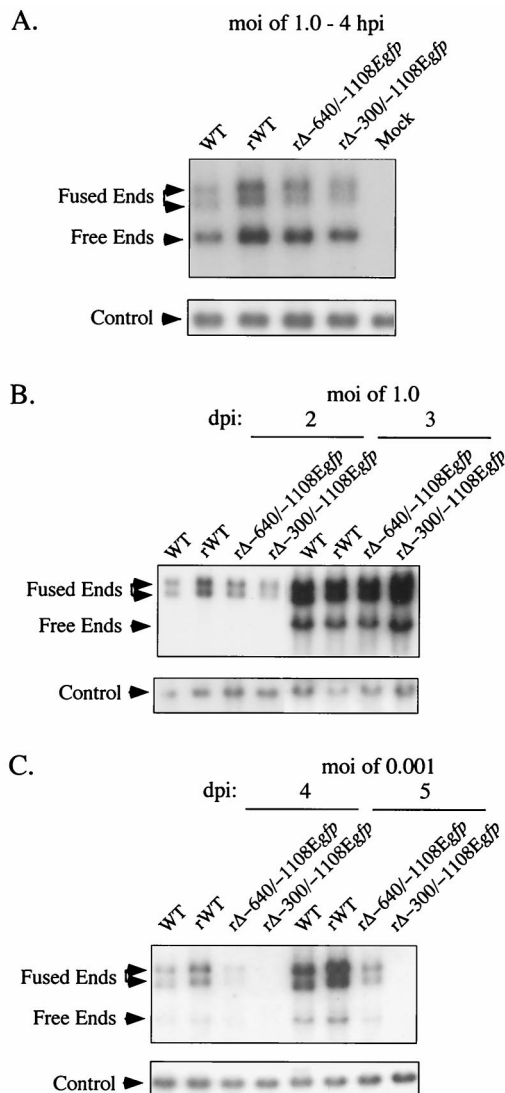 A.
moi of 1.0 - 4 hpi
WT
rWT
rΔ–640/–1108Egfp
rΔ–300/–1108Egfp
Mock
Fused Ends
Free Ends
Control
B.
moi of 1.0
dpi: 2 3
WT
rWT
rΔ–640/–1108Egfp
rΔ–300/–1108Egfp
WT
rWT
rΔ–640/–1108Egfp
rΔ–300/–1108Egfp
Fused Ends
Free Ends
Control
C.
moi of 0.001
dpi: 4 5
WT
rWT
rΔ–640/–1108Egfp
rΔ–300/–1108Egfp
WT
rWT
rΔ–640/–1108Egfp
rΔ–300/–1108Egfp
Fused Ends
Free Ends
Control